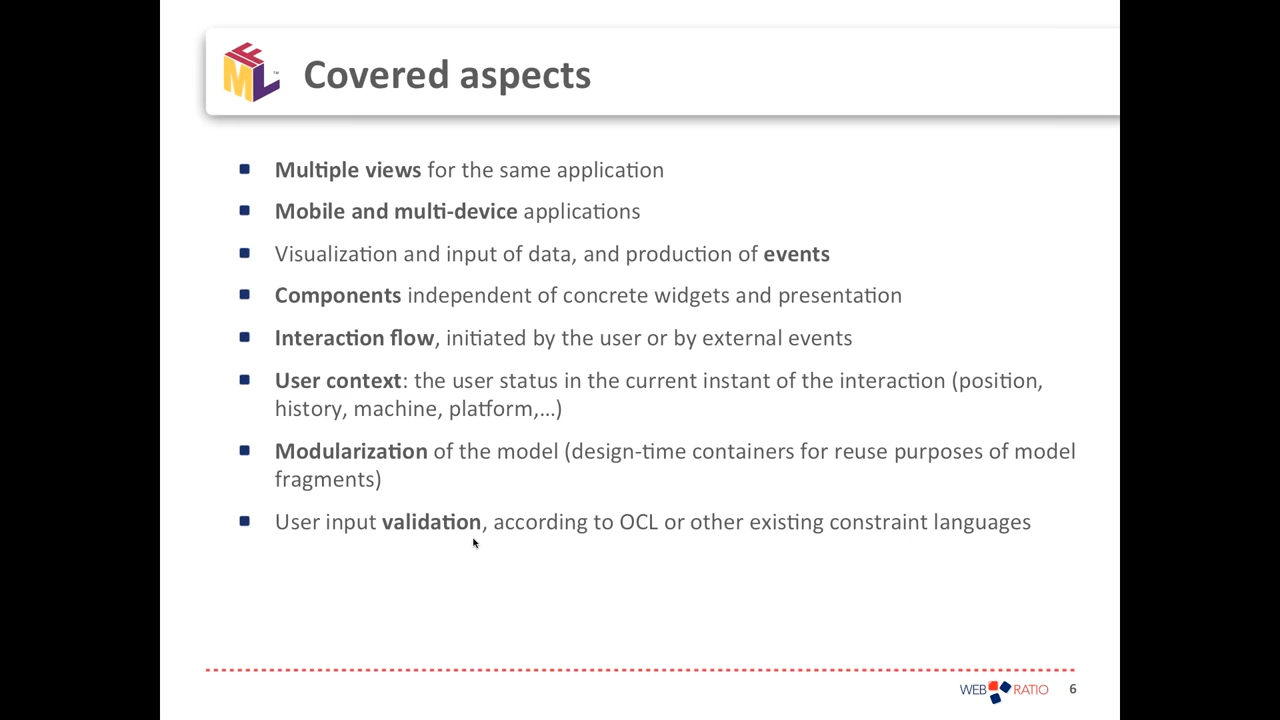 IFML™
Covered aspects
Multiple views for the same application
Mobile and multi-device applications
Visualization and input of data, and production of events
Components independent of concrete widgets and presentation
Interaction flow, initiated by the user or by external events
User context: the user status in the current instant of the interaction (position,
history, machine, platform,...)
Modularization of the model (design-time containers for reuse purposes of model
fragments)
User input validation, according to OCL or other existing constraint languages
WEB RATIO 6